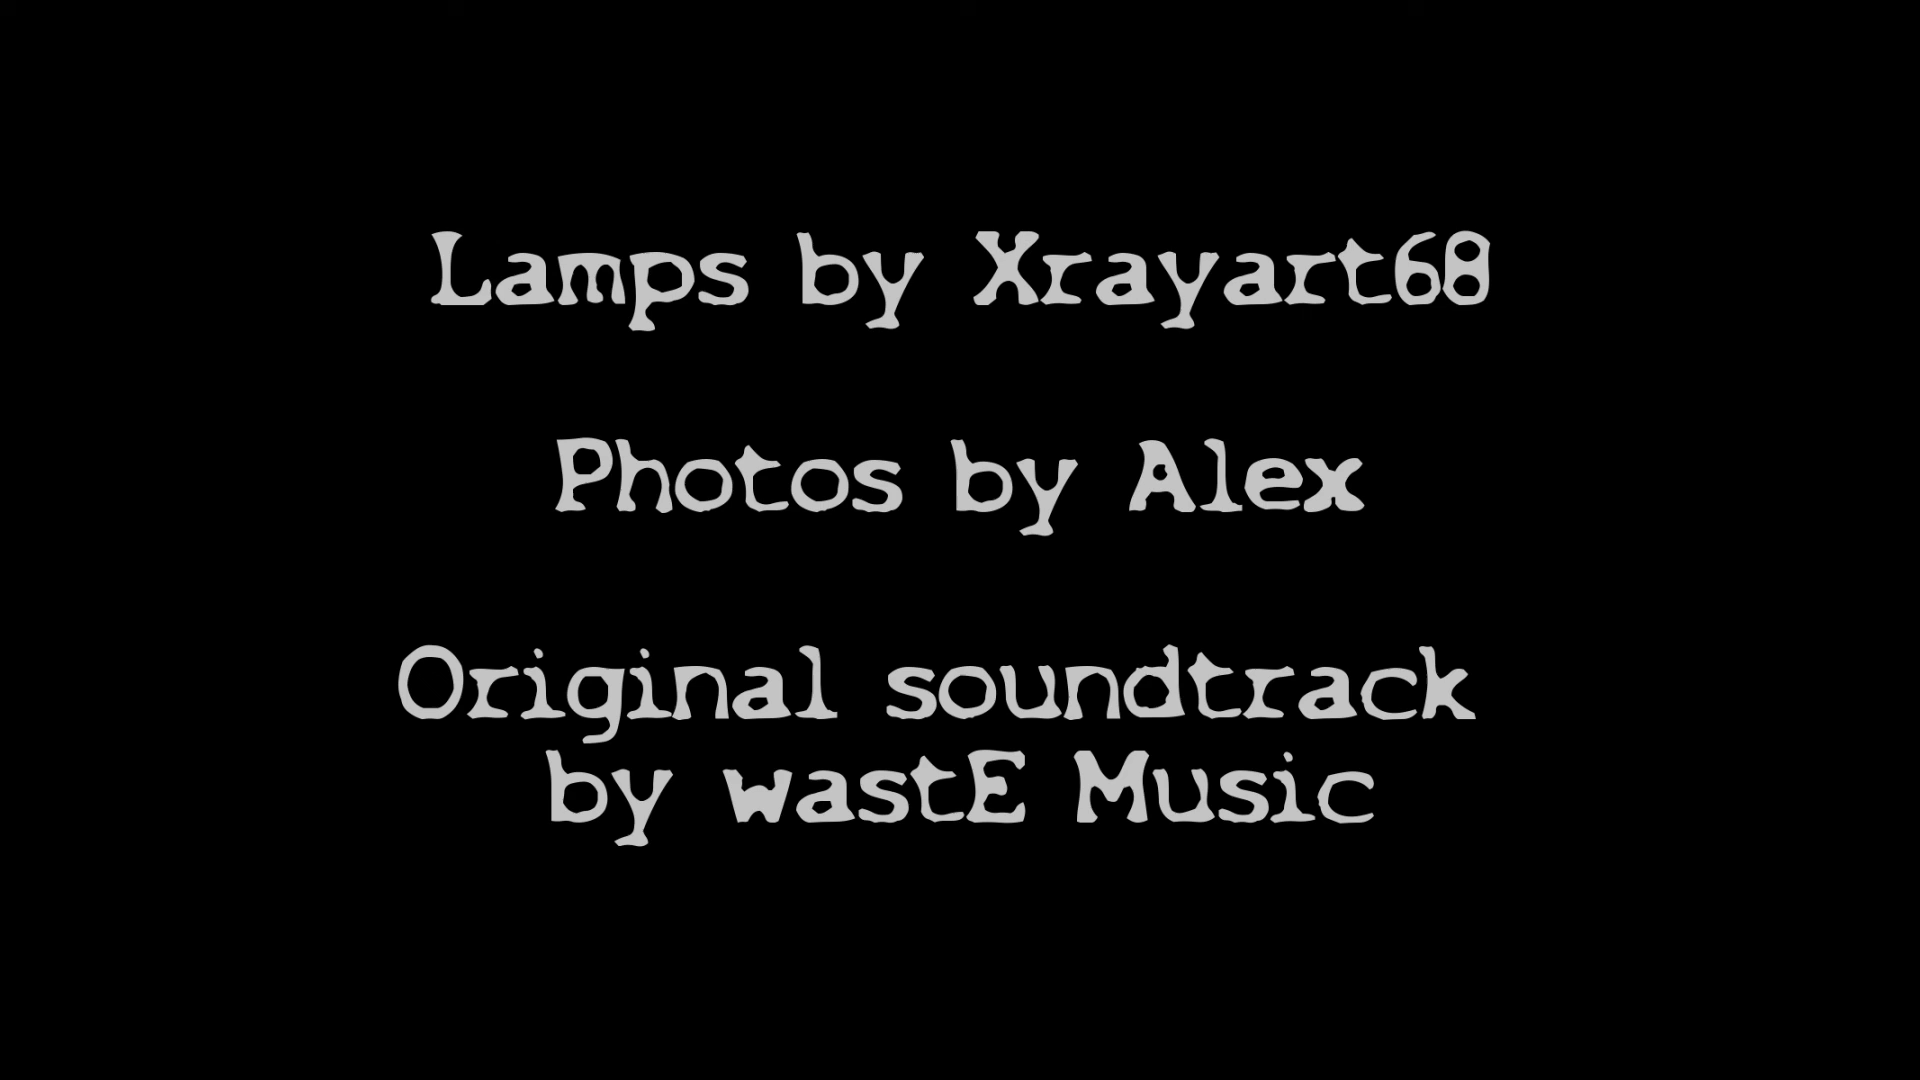 Lamps by Xrayart68
Photos by Alex
Original soundtrack
by wastE Music